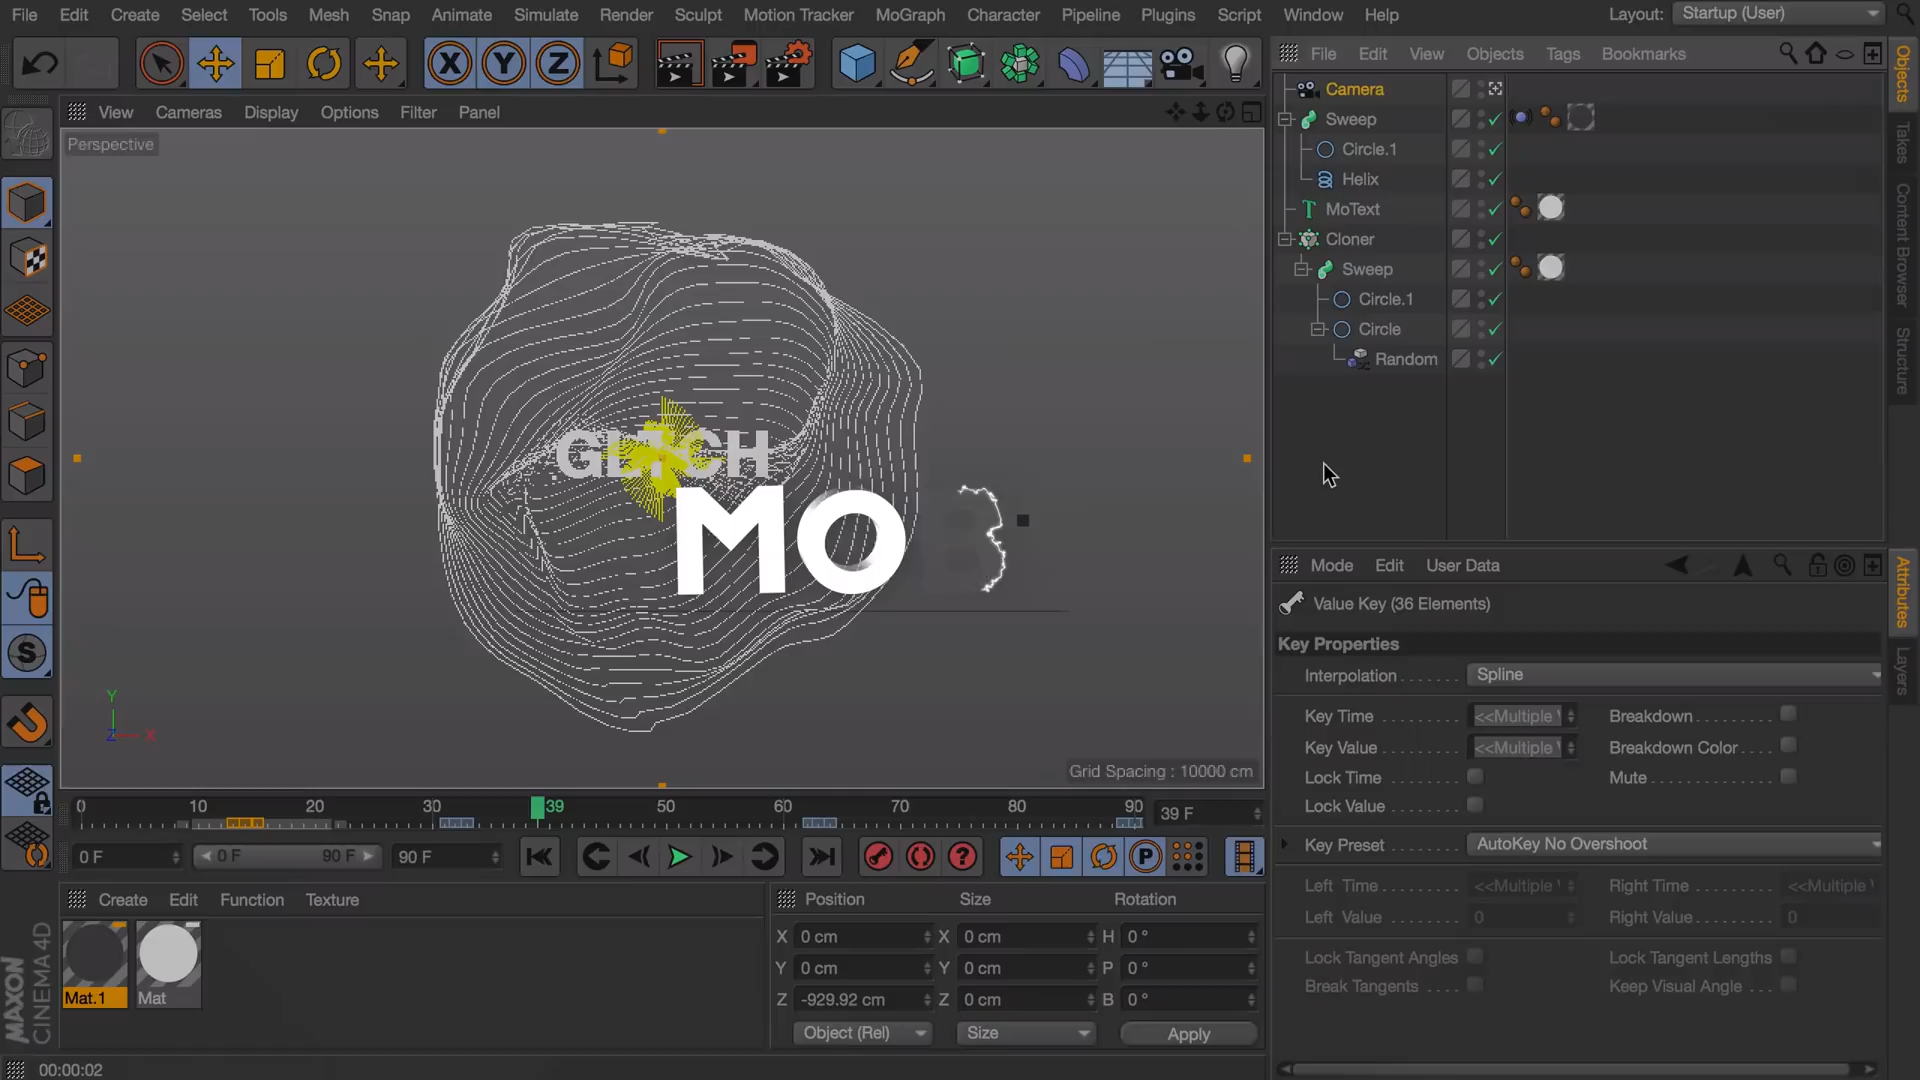 File Edit Create Select Tools Mesh Snap Animate Simulate Render Sculpt Motion Tracker MoGraph Character Pipeline Plugins Script Window Help Layout: Startup (User)
X Y Z
File Edit View Objects Tags Bookmarks
Objects
Takes
Content Browser
Structure
View Cameras Display Options Filter Panel
Perspective
Camera
Sweep
Circle.1
Helix
MoText
Cloner
Sweep
Circle.1
Circle
Random
GLTCH
MO
Y
Z X
Grid Spacing : 10000 cm
S
0 10 20 30 39 50 60 70 80 90 39 F
0 F 0 F 90 F 90 F
P
Create Edit Function Texture
Mat.1 Mat
MAXON
CINEMA 4D
Position Size Rotation
X 0 cm X 0 cm H 0 °
Y 0 cm Y 0 cm P 0 °
Z -929.92 cm Z 0 cm B 0 °
Object (Rel) Size Apply
Mode Edit User Data
Attributes
Layers
Value Key (36 Elements)
Key Properties
Interpolation Spline
Key Time <<Multiple Breakdown
Key Value <<Multiple Breakdown Color
Lock Time Mute
Lock Value
Key Preset AutoKey No Overshoot
Left Time <<Multiple Right Time <<Multiple
Left Value 0 Right Value 0
Lock Tangent Angles Lock Tangent Lengths
Break Tangents Keep Visual Angle
00:00:02